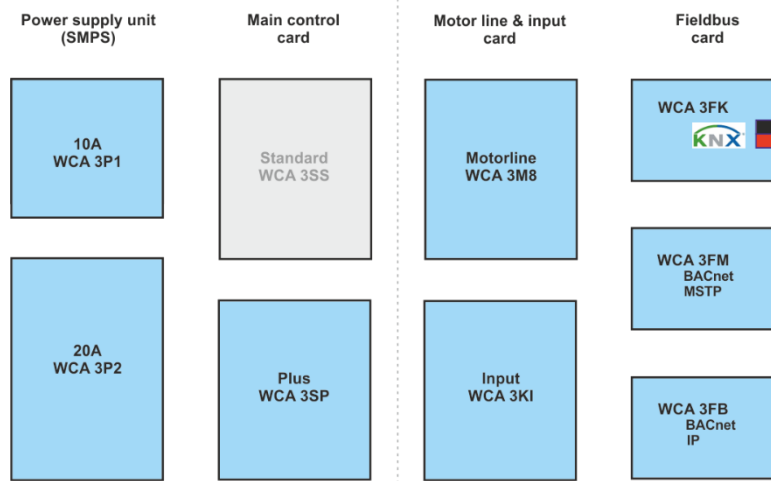 Power supply unit
(SMPS)
Main control
card
Motor line & input
card
Fieldbus
card
10A
WCA 3P1
20A
WCA 3P2
Standard
WCA 3SS
Plus
WCA 3SP
Motorline
WCA 3M8
Input
WCA 3KI
WCA 3FK
KNX
WCA 3FM
BACnet
MSTP
WCA 3FB
BACnet
IP